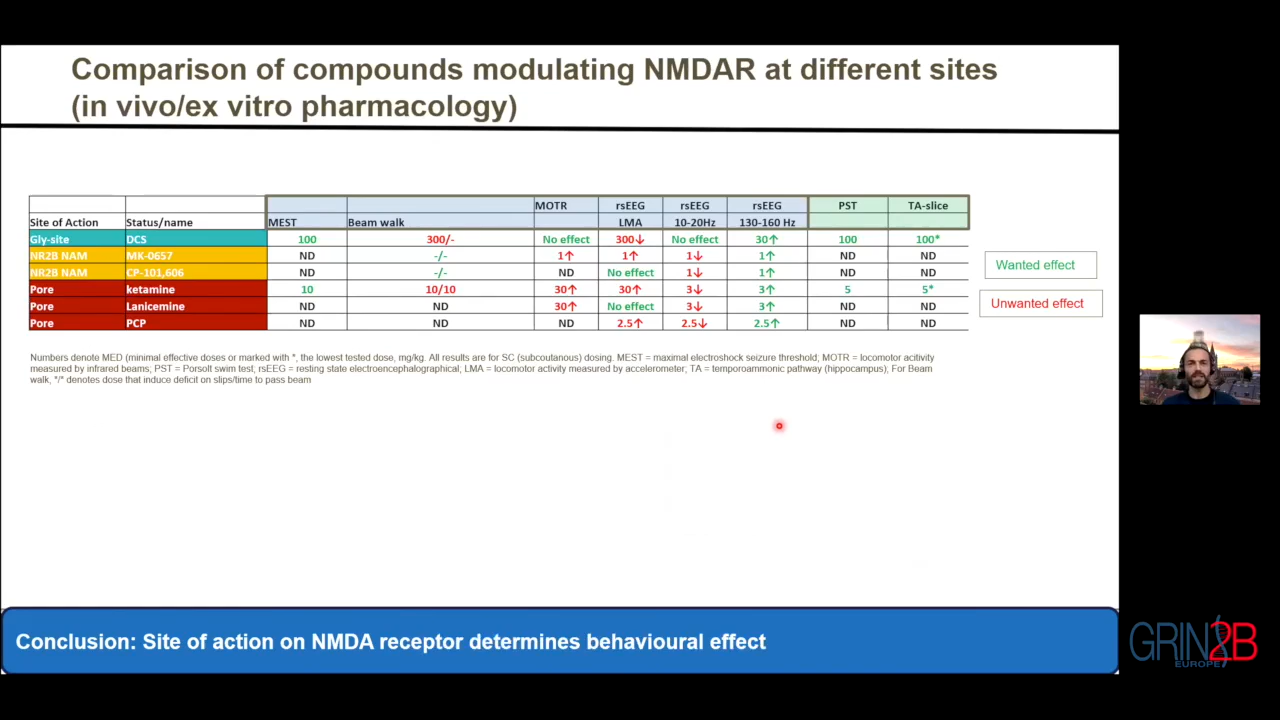 Comparison of compounds modulating NMDAR at different sites
(in vivo/ex vitro pharmacology)
MOTR rsEEG rsEEG rsEEG PST TA-slice
Site of Action Status/name MEST Beam walk LMA 10-20Hz 130-160 Hz
Gly-site DCS 100 300/- No effect 300↓ No effect 30↑ 100 100*
NR2B NAM MK-0657 ND -/- 1↑ 1↑ 1↓ 1↑ ND ND
NR2B NAM CP-101,606 ND -/- ND No effect 1↓ 1↑ ND ND
Pore ketamine 10 10/10 30↑ 30↑ 3↓ 3↑ 5 5*
Pore Lanicemine ND ND 30↑ No effect 3↓ 3↑ ND ND
Pore PCP ND ND ND 2.5↑ 2.5↓ 2.5↑ ND ND
Wanted effect
Unwanted effect
Numbers denote MED (minimal effective doses or marked with *, the lowest tested dose, mg/kg. All results are for SC (subcoutanous) dosing. MEST = maximal electroshock seizure threshold; MOTR = locomotor acitivity
measured by infrared beams; PST = Porsolt swim test; rsEEG = resting state electroencephalographical; LMA = locomotor activity measured by accelerometer; TA = temporoammonic pathway (hippocampus); For Beam
walk, */* denotes dose that induce deficit on slips/time to pass beam
Conclusion: Site of action on NMDA receptor determines behavioural effect
GRIN2B
EUROPE